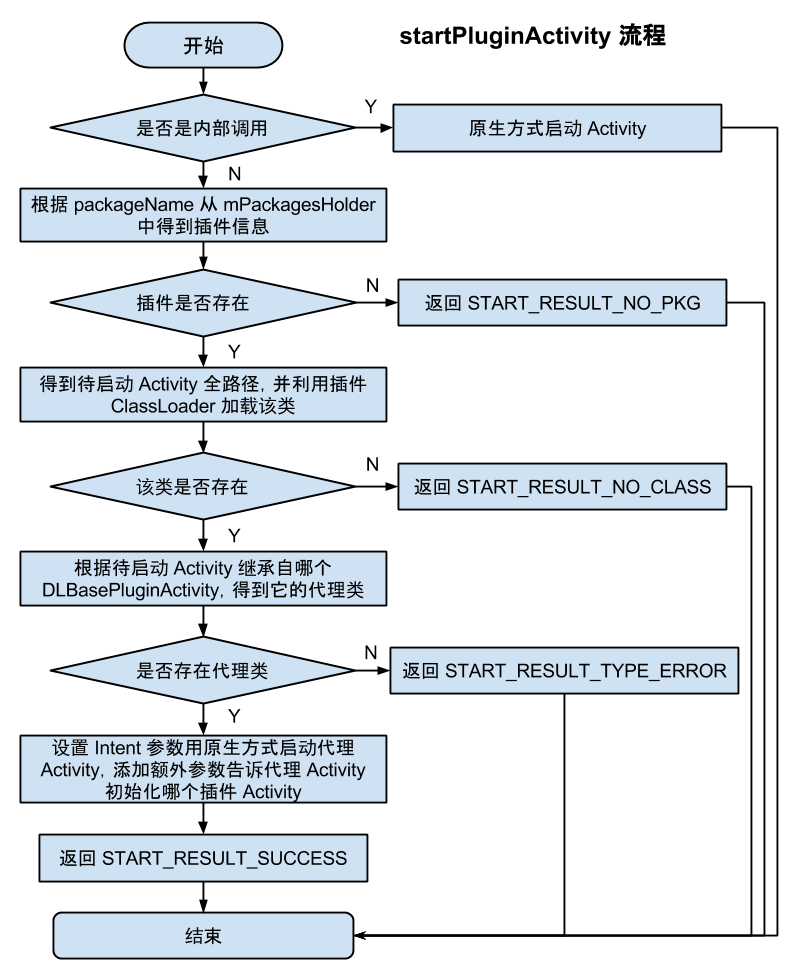 startPluginActivity 流程
开始
是否是内部调用
Y
原生方式启动 Activity
N
根据 packageName 从 mPackagesHolder
中得到插件信息
插件是否存在
N
返回 START_RESULT_NO_PKG
Y
得到待启动 Activity 全路径，并利用插件
ClassLoader 加载该类
该类是否存在
N
返回 START_RESULT_NO_CLASS
Y
根据待启动 Activity 继承自哪个
DLBasePluginActivity，得到它的代理类
是否存在代理类
N
返回 START_RESULT_TYPE_ERROR
Y
设置 Intent 参数用原生方式启动代理
Activity，添加额外参数告诉代理 Activity
初始化哪个插件 Activity
返回 START_RESULT_SUCCESS
结束